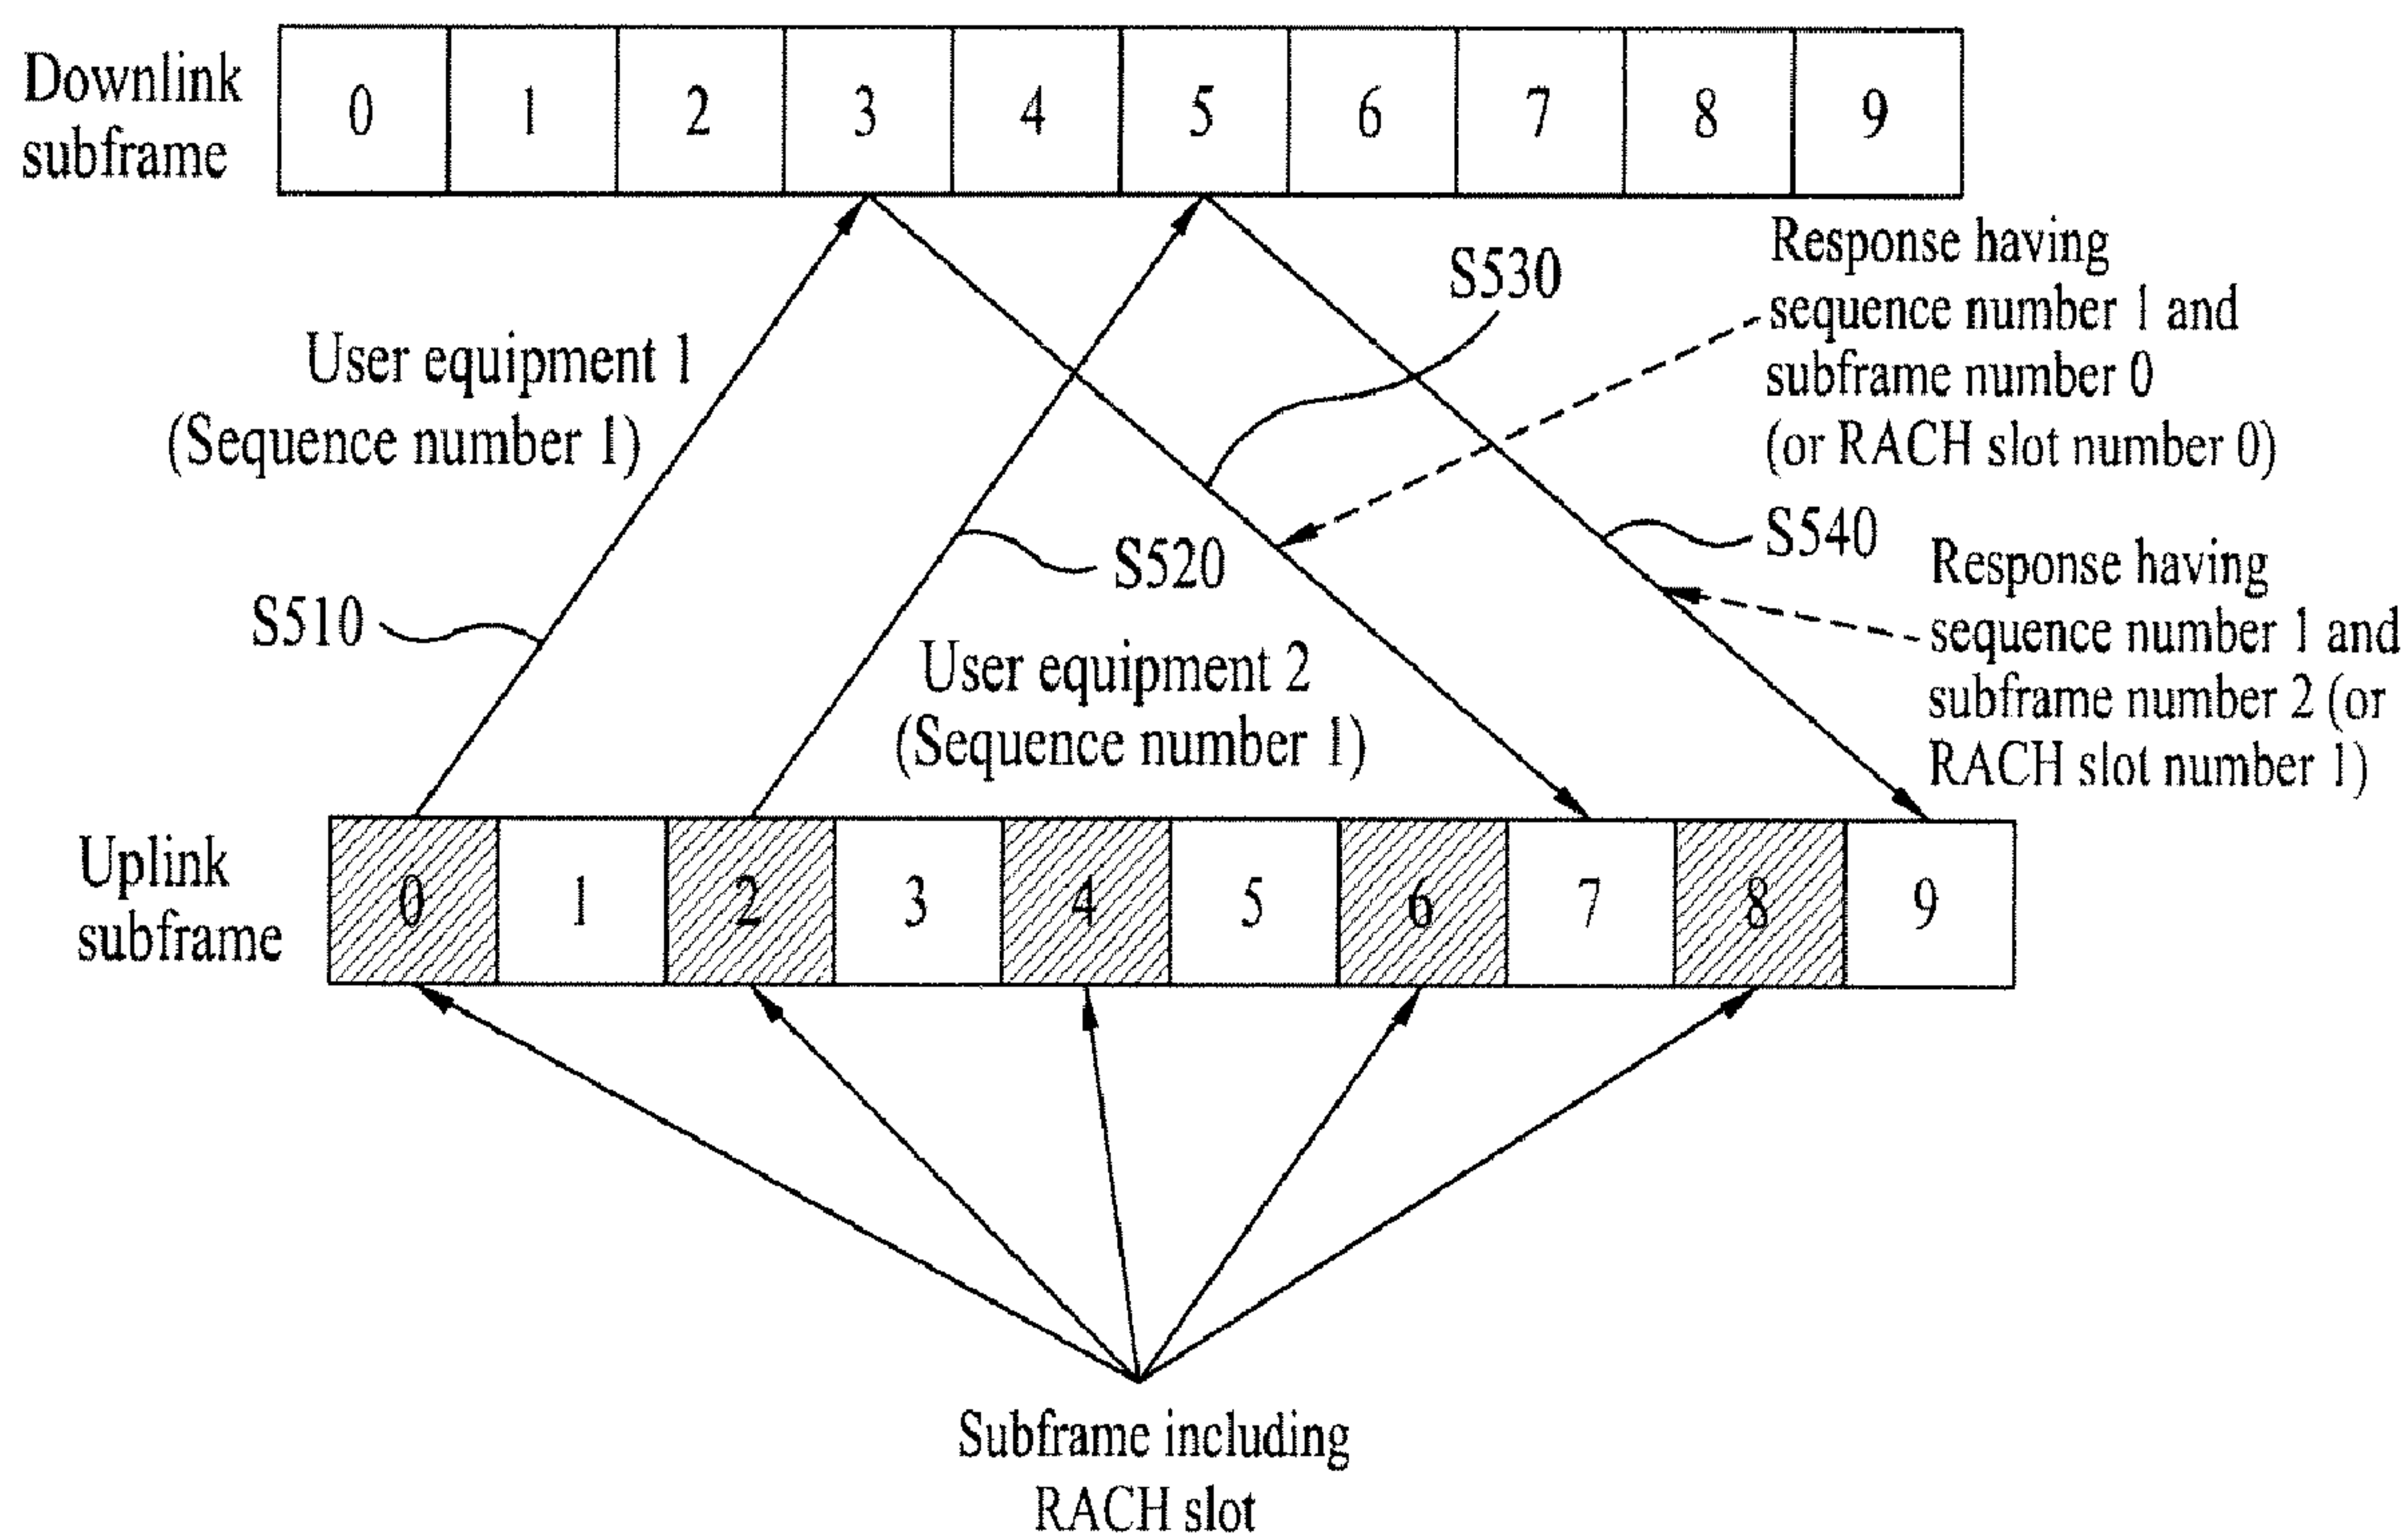 Downlink
subframe
0 1 2 3 4 5 6 7 8 9
Response having
sequence number 1 and
subframe number 0
(or RACH slot number 0)
S530
User equipment 1
(Sequence number 1)
S540
S520
Response having
sequence number 1 and
subframe number 2 (or
RACH slot number 1)
S510
User equipment 2
(Sequence number 1)
Uplink
subframe
0 1 2 3 4 5 6 7 8 9
Subframe including
RACH slot